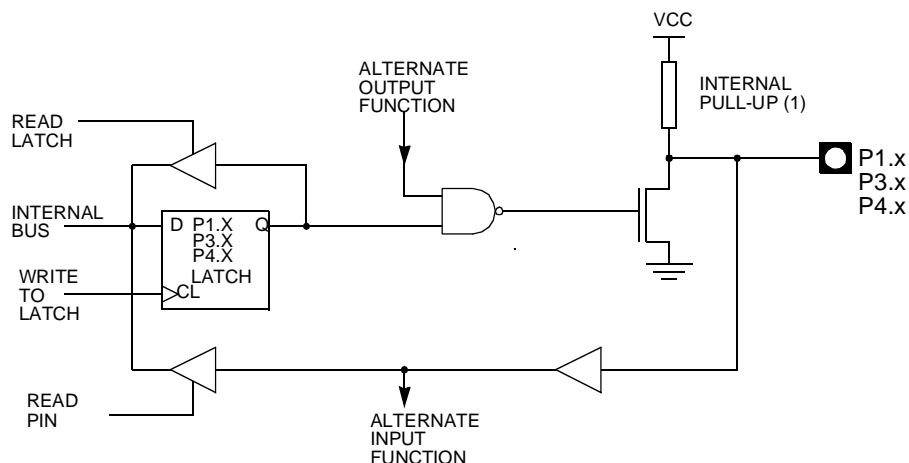 VCC
ALTERNATE
OUTPUT
FUNCTION
INTERNAL
PULL-UP (1)
READ
LATCH
P1.x
P3.x
P4.x
INTERNAL
BUS
D P1.X Q
P3.X
P4.X
LATCH
CL
WRITE
TO
LATCH
READ
PIN
ALTERNATE
INPUT
FUNCTION